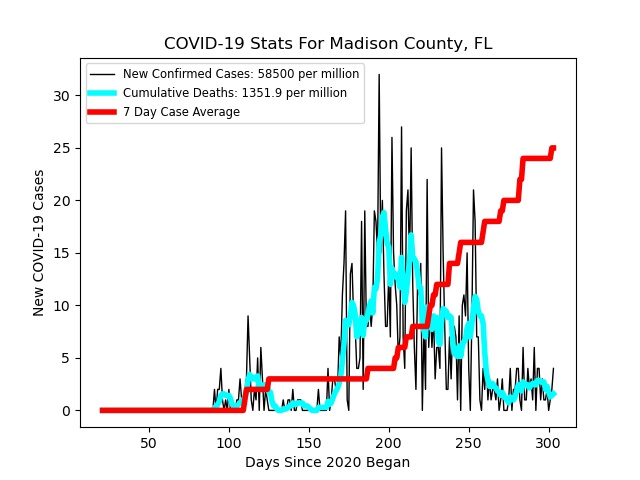 COVID-19 Stats For Madison County, FL
New Confirmed Cases: 58500 per million
Cumulative Deaths: 1351.9 per million
7 Day Case Average
New COVID-19 Cases
30
25
20
15
10
5
0
50 100 150 200 250 300
Days Since 2020 Began